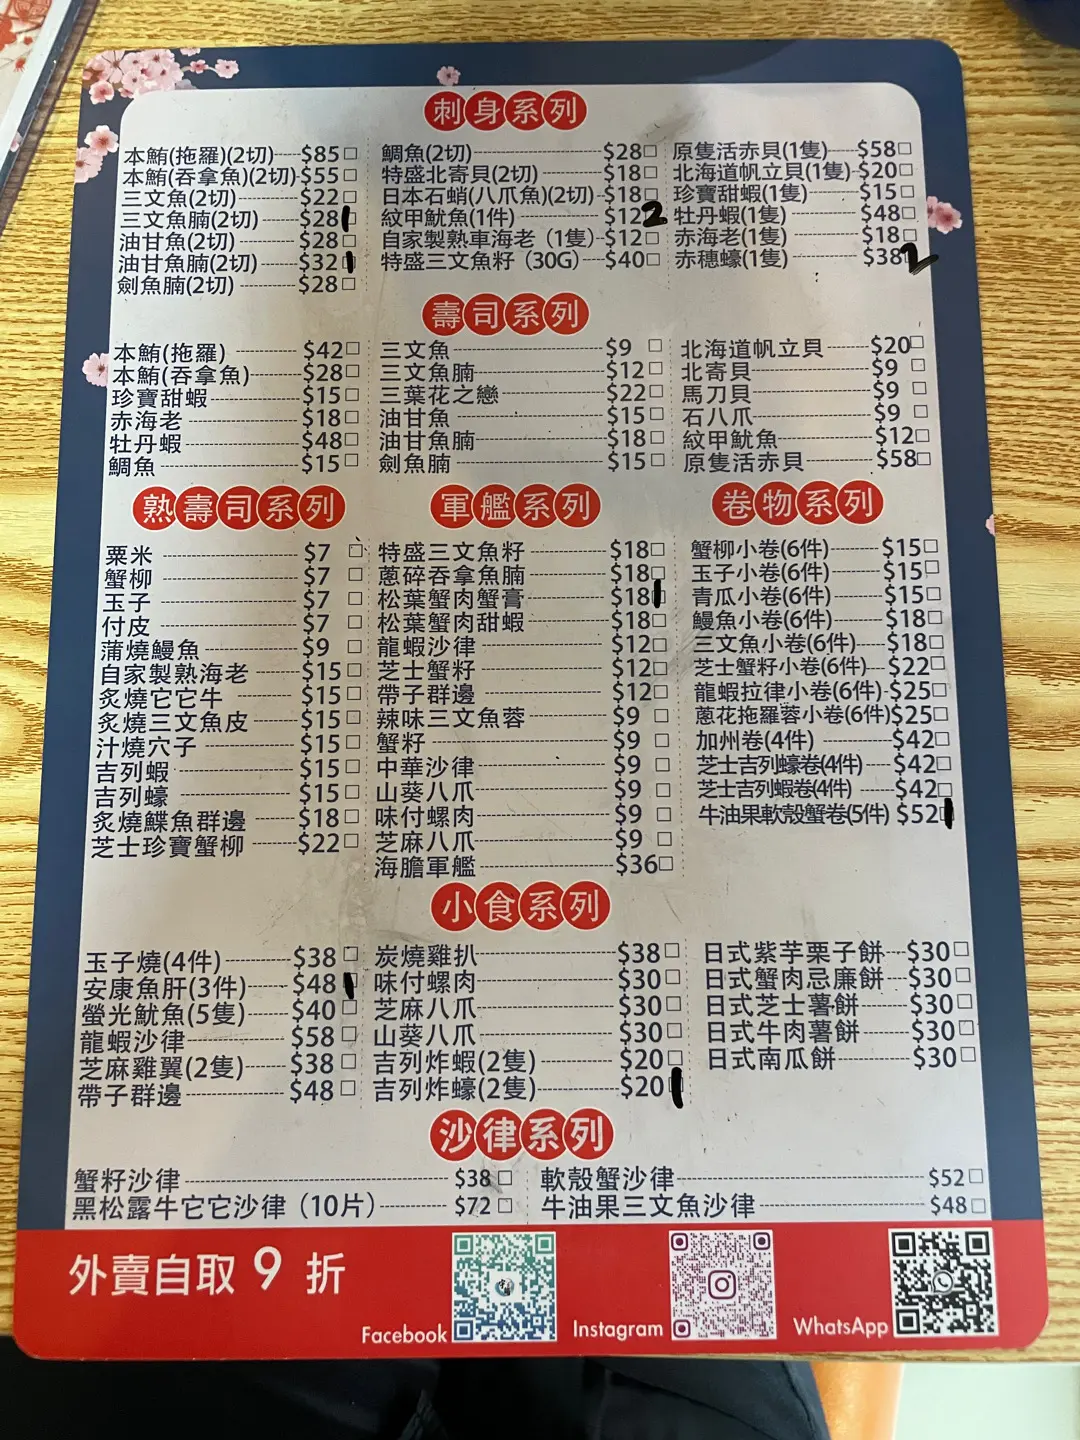 刺身系列
本鮪(拖羅)(2切) $85 □
本鮪(吞拿魚)(2切) $55 □
三文魚(2切) $22 □
三文魚腩(2切) $28 1
油甘魚(2切) $28 □
油甘魚腩(2切) $32 1
劍魚腩(2切) $28 □
鯛魚(2切) $28 □
特盛北寄貝(2切) $18 □
日本石蛸(八爪魚)(2切) $18 □
紋甲魷魚(1件) $12 2
自家製熟車海老（1隻） $12 □
特盛三文魚籽（30G） $40 □
原隻活赤貝(1隻) $58 □
北海道帆立貝(1隻) $20 □
珍寶甜蝦(1隻) $15 □
牡丹蝦(1隻) $48 □
赤海老(1隻) $18 □
赤穗蠔(1隻) $38 2
壽司系列
本鮪(拖羅) $42 □
本鮪(吞拿魚) $28 □
珍寶甜蝦 $15 □
赤海老 $18 □
牡丹蝦 $48 □
鯛魚 $15 □
三文魚 $9 □
三文魚腩 $12 □
三葉花之戀 $22 □
油甘魚 $15 □
油甘魚腩 $18 □
劍魚腩 $15 □
北海道帆立貝 $20 □
北寄貝 $9 □
馬刀貝 $9 □
石八爪 $9 □
紋甲魷魚 $12 □
原隻活赤貝 $58 □
熟壽司系列
粟米 $7 □
蟹柳 $7 □
玉子 $7 □
付皮 $7 □
蒲燒鰻魚 $9 □
自家製熟海老 $15 □
炙燒它它牛 $15 □
炙燒三文魚皮 $15 □
汁燒穴子 $15 □
吉列蝦 $15 □
吉列蠔 $15 □
炙燒鰈魚群邊 $18 □
芝士珍寶蟹柳 $22 □
軍艦系列
特盛三文魚籽 $18 □
蔥碎吞拿魚腩 $18 □
松葉蟹肉蟹膏 $18 1
松葉蟹肉甜蝦 $18 □
龍蝦沙律 $12 □
芝士蟹籽 $12 □
帶子群邊 $12 □
辣味三文魚蓉 $9 □
蟹籽 $9 □
中華沙律 $9 □
山葵八爪 $9 □
味付螺肉 $9 □
芝麻八爪 $9 □
海膽軍艦 $36 □
卷物系列
蟹柳小卷(6件) $15 □
玉子小卷(6件) $15 □
青瓜小卷(6件) $15 □
鰻魚小卷(6件) $18 □
三文魚小卷(6件) $18 □
芝士蟹籽小卷(6件) $22 □
龍蝦拉律小卷(6件) $25 □
蔥花拖羅蓉小卷(6件) $25 □
加州卷(4件) $42 □
芝士吉列蠔卷(4件) $42 □
芝士吉列蝦卷(4件) $42 □
牛油果軟殼蟹卷(5件) $52 1
小食系列
玉子燒(4件) $38 □
安康魚肝(3件) $48 1
螢光魷魚(5隻) $40 □
龍蝦沙律 $58 □
芝麻雞翼(2隻) $38 □
帶子群邊 $48 □
炭燒雞扒 $38 □
味付螺肉 $30 □
芝麻八爪 $30 □
山葵八爪 $30 □
吉列炸蝦(2隻) $20 □
吉列炸蠔(2隻) $20 1
日式紫芋栗子餅 $30 □
日式蟹肉忌廉餅 $30 □
日式芝士薯餅 $30 □
日式牛肉薯餅 $30 □
日式南瓜餅 $30 □
沙律系列
蟹籽沙律 $38 □
黑松露牛它它沙律（10片） $72 □
軟殼蟹沙律 $52 □
牛油果三文魚沙律 $48 □
外賣自取 9 折
Facebook
Instagram
WhatsApp